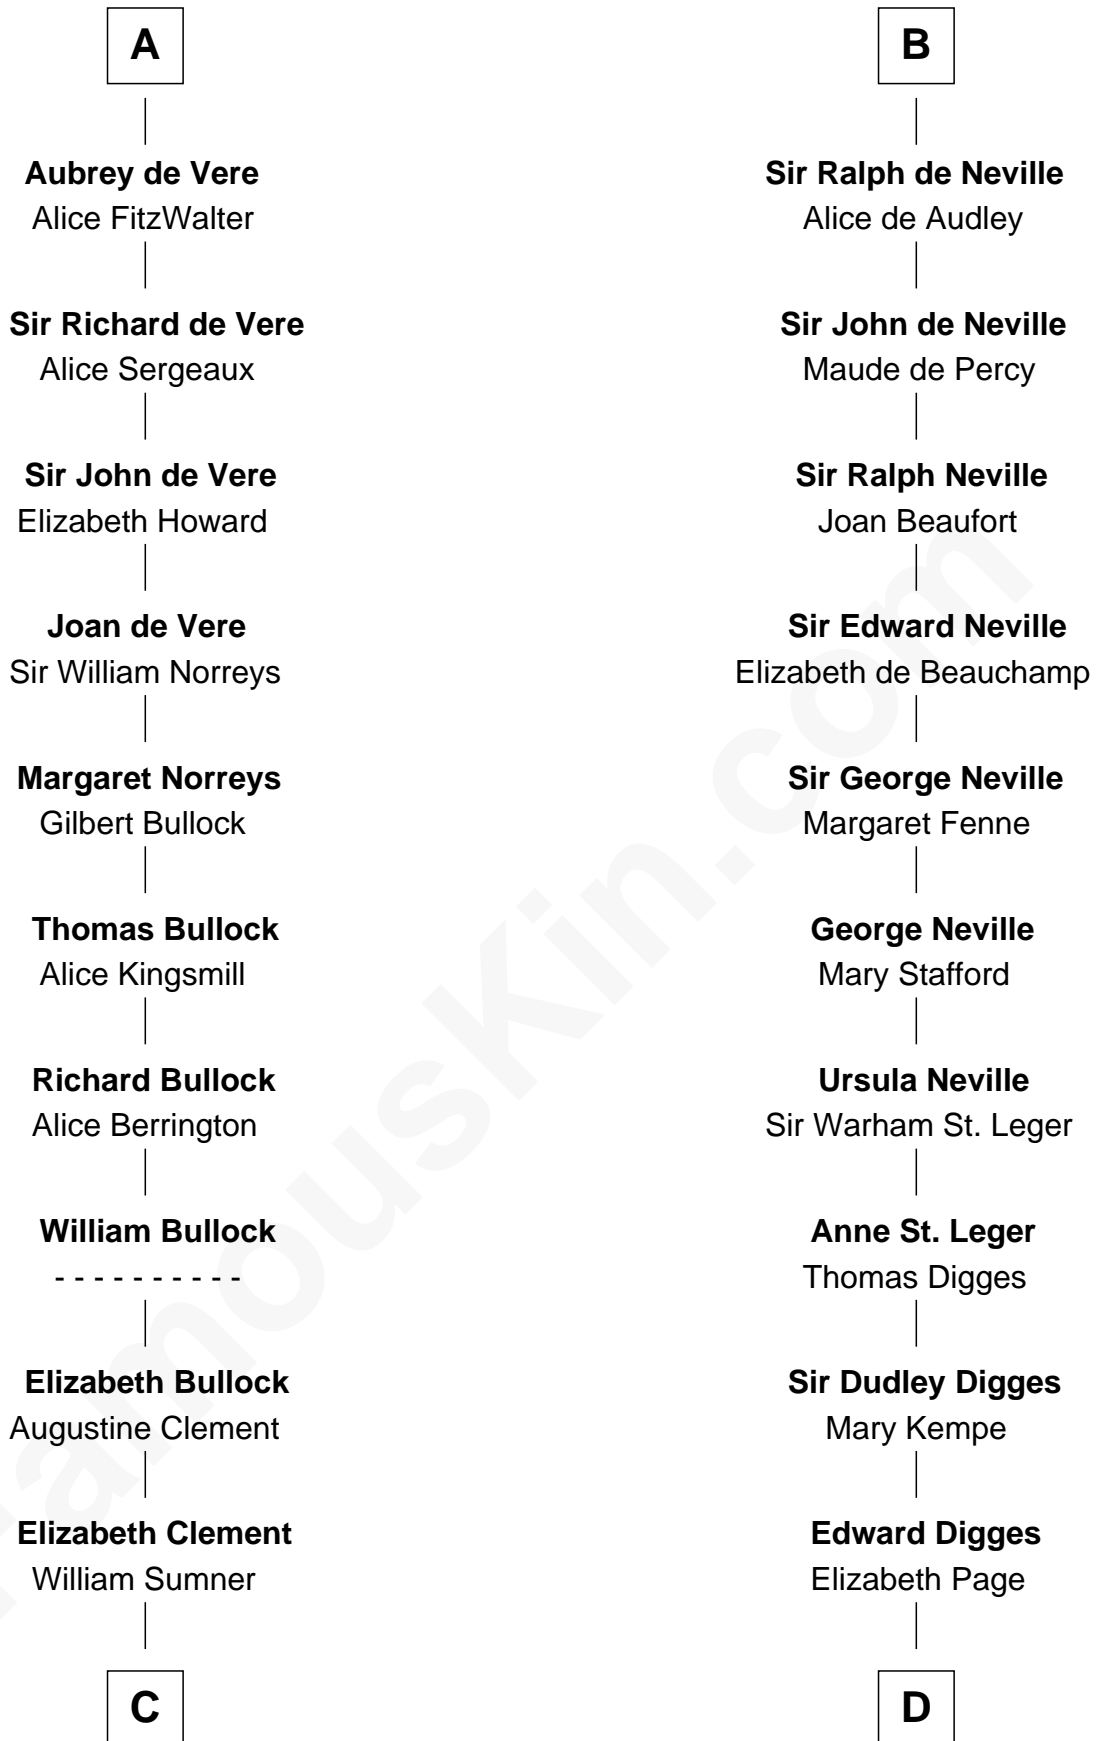 A
Aubrey de Vere
Alice FitzWalter
Sir Richard de Vere
Alice Sergeaux
Sir John de Vere
Elizabeth Howard
Joan de Vere
Sir William Norreys
Margaret Norreys
Gilbert Bullock
Thomas Bullock
Alice Kingsmill
Richard Bullock
Alice Berrington
William Bullock
- - - - - - - - - -
Elizabeth Bullock
Augustine Clement
Elizabeth Clement
William Sumner
C
B
Sir Ralph de Neville
Alice de Audley
Sir John de Neville
Maude de Percy
Sir Ralph Neville
Joan Beaufort
Sir Edward Neville
Elizabeth de Beauchamp
Sir George Neville
Margaret Fenne
George Neville
Mary Stafford
Ursula Neville
Sir Warham St. Leger
Anne St. Leger
Thomas Digges
Sir Dudley Digges
Mary Kempe
Edward Digges
Elizabeth Page
D
FamousKin.com